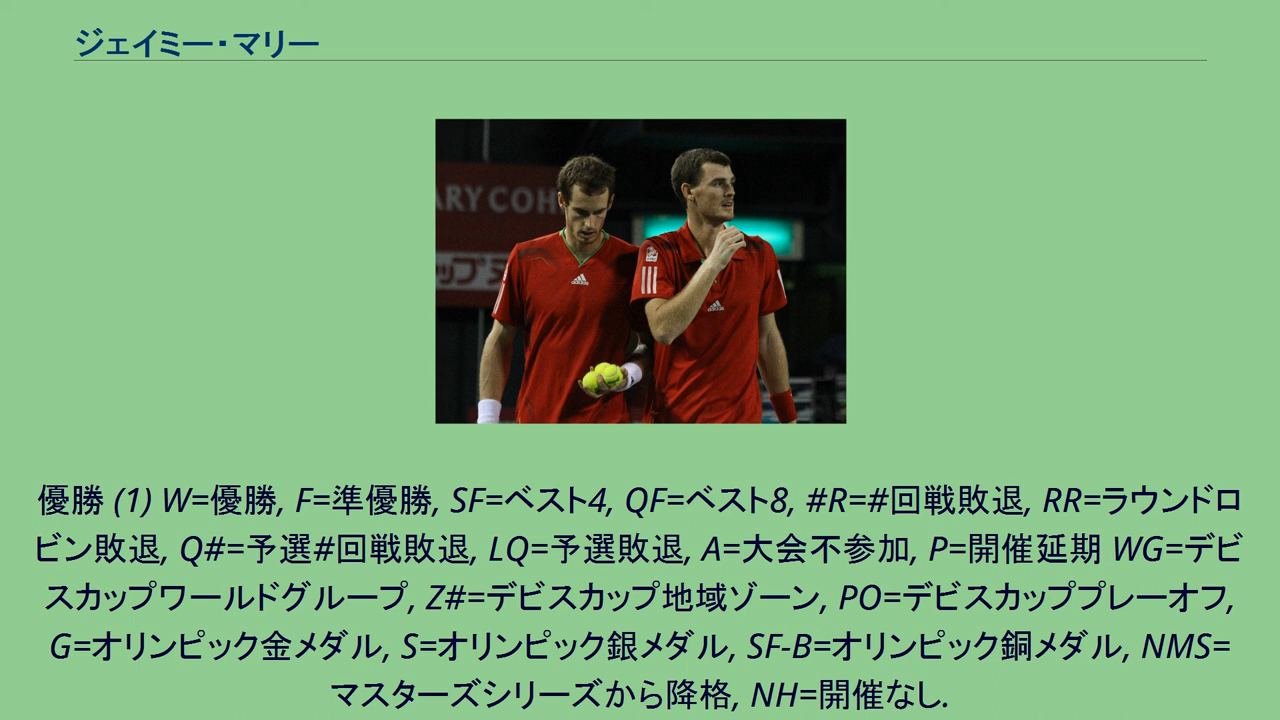 ジェイミー・マリー
ARY COH
ップ
adidas
adidas
優勝 (1) W=優勝, F=準優勝, SF=ベスト4, QF=ベスト8, #R=#回戦敗退, RR=ラウンドロ
ビン敗退, Q#=予選#回戦敗退, LQ=予選敗退, A=大会不参加, P=開催延期 WG=デビ
スカップワールドグループ, Z#=デビスカップ地域ゾーン, PO=デビスカッププレーオフ,
G=オリンピック金メダル, S=オリンピック銀メダル, SF-B=オリンピック銅メダル, NMS=
マスターズシリーズから降格, NH=開催なし.